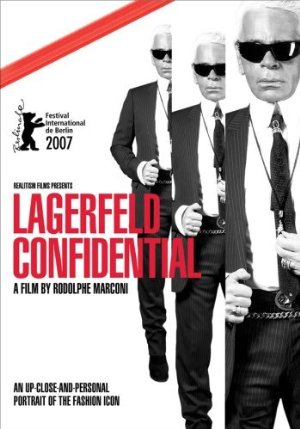 Festival
International
de Berlin
2007
REALITISM FILMS PRESENTS
LAGERFELD
CONFIDENTIAL
A FILM BY RODOLPHE MARCONI
AN UP-CLOSE-AND-PERSONAL
PORTRAIT OF THE FASHION ICON